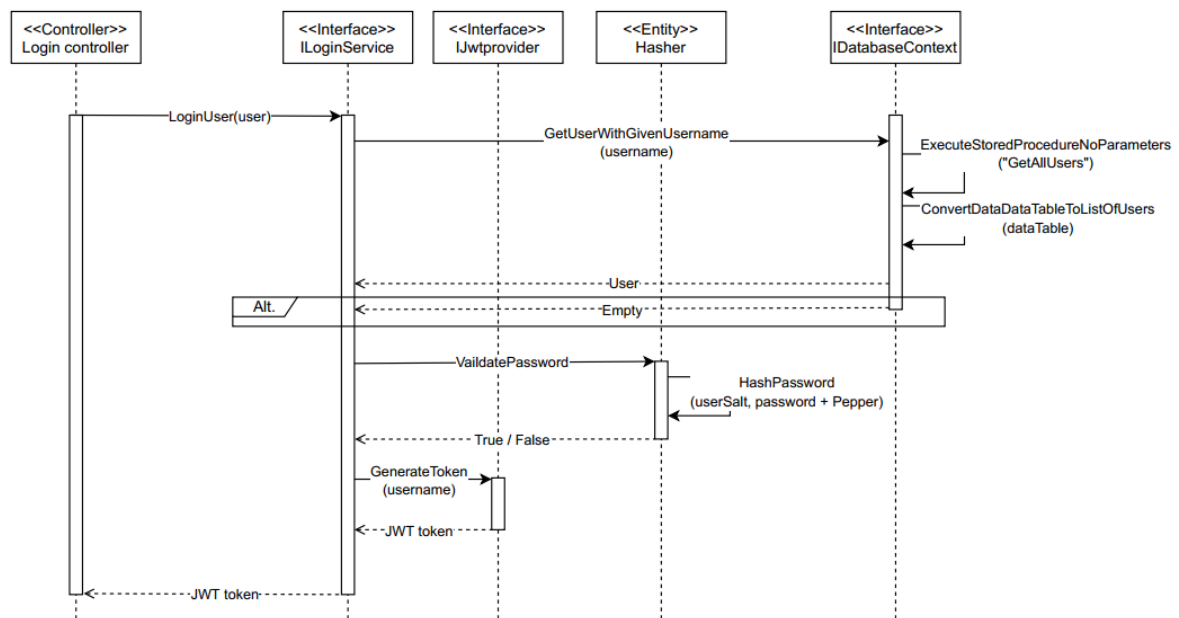 <<Controller>>
Login controller
<<Interface>>
ILoginService
<<Interface>>
IJwtprovider
<<Entity>>
Hasher
<<Interface>>
IDatabaseContext
LoginUser(user)
GetUserWithGivenUsername
(username)
ExecuteStoredProcedureNoParameters
("GetAllUsers")
ConvertDataDataTableToListOfUsers
(dataTable)
User
Alt.
Empty
VaildatePassword
HashPassword
(userSalt, password + Pepper)
True / False
GenerateToken
(username)
JWT token
JWT token